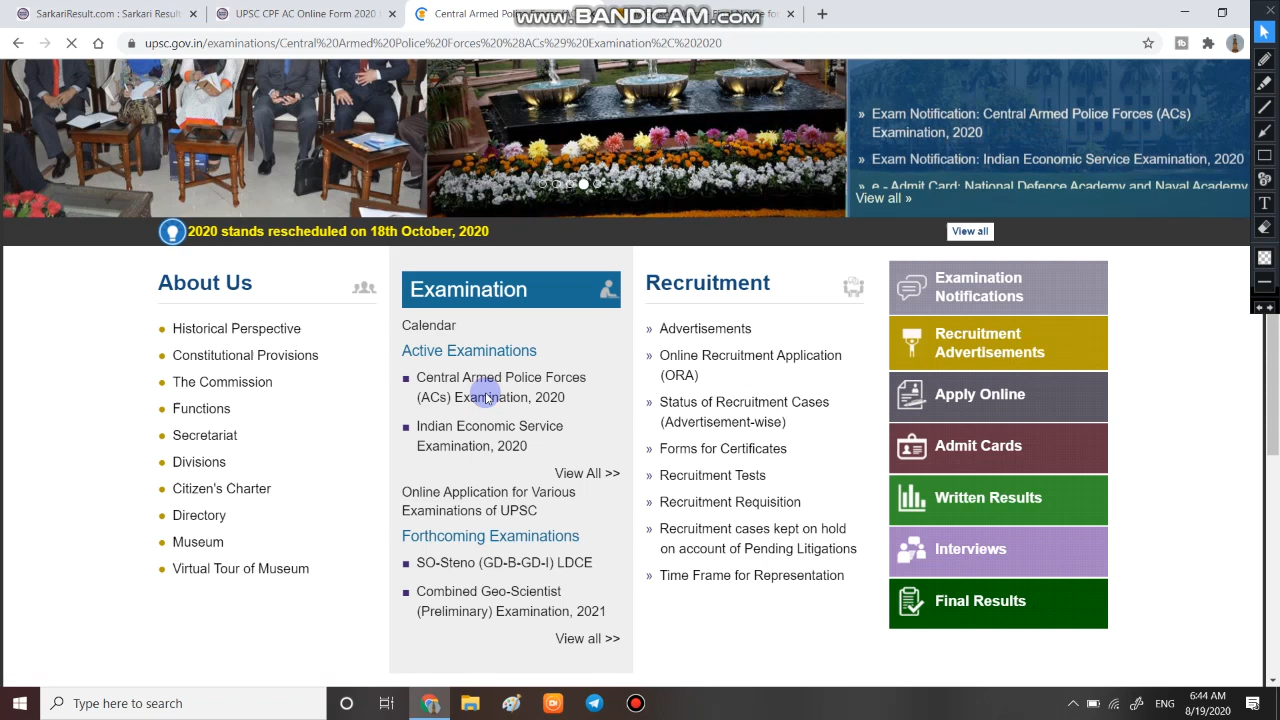 com : SarkariResult.com : Sarkari Result
UPSC CPF AC Online Form 2020
Central Armed Police Fo
www.BANDICAM.com
upsc.gov.in/examinations/Central%20Armed%20Police%20Forces%20%28ACs%29%20Examination%2C%202020
» Exam Notification: Central Armed Police Forces (ACs)
Examination, 2020
» Exam Notification: Indian Economic Service Examination, 2020
» e - Admit Card: National Defence Academy and Naval Academy
View all »
2020 stands rescheduled on 18th October, 2020
View all
About Us
Historical Perspective
Constitutional Provisions
The Commission
Functions
Secretariat
Divisions
Citizen's Charter
Directory
Museum
Virtual Tour of Museum
Examination
Calendar
Active Examinations
Central Armed Police Forces
(ACs) Examination, 2020
Indian Economic Service
Examination, 2020
View All >>
Online Application for Various
Examinations of UPSC
Forthcoming Examinations
SO-Steno (GD-B-GD-I) LDCE
Combined Geo-Scientist
(Preliminary) Examination, 2021
View all >>
Recruitment
» Advertisements
» Online Recruitment Application
(ORA)
» Status of Recruitment Cases
(Advertisement-wise)
» Forms for Certificates
» Recruitment Tests
» Recruitment Requisition
» Recruitment cases kept on hold
on account of Pending Litigations
» Time Frame for Representation
Examination
Notifications
Recruitment
Advertisements
Apply Online
Admit Cards
Written Results
Interviews
Final Results
Type here to search
ENG
6:44 AM
8/19/2020